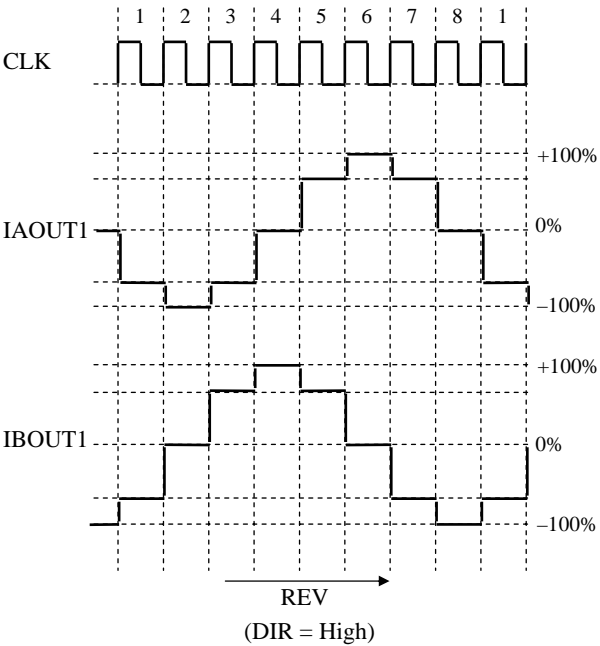 1 2 3 4 5 6 7 8 1
CLK
+100%
IAOUT1
0%
–100%
+100%
IBOUT1
0%
–100%
REV
(DIR = High)